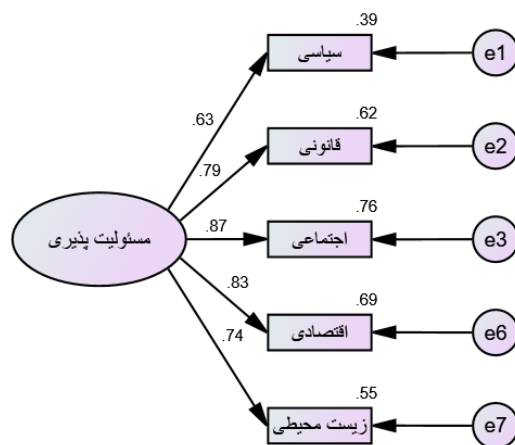 .39
سیاسی
e1
.63
.62
قانونی
e2
.79
.76
مسئولیت پذیری
.87
اجتماعی
e3
.83
.69
اقتصادی
e6
.74
.55
زیست محیطی
e7